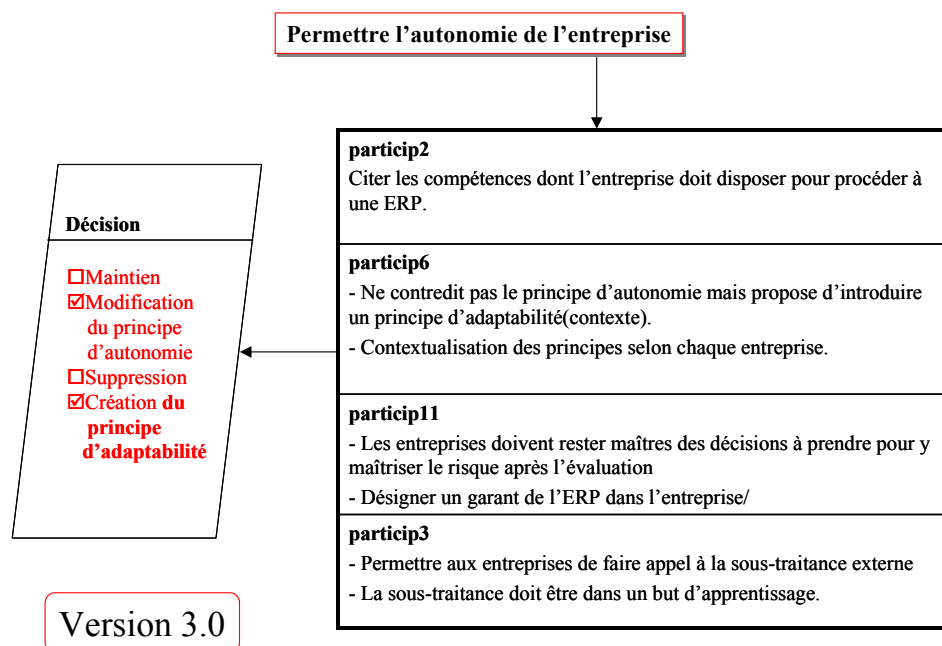 Permettre l'autonomie de l'entreprise
particip2
Citer les compétences dont l'entreprise doit disposer pour procéder à
une ERP.
particip6
- Ne contredit pas le principe d'autonomie mais propose d'introduire
un principe d'adaptabilité(contexte).
- Contextualisation des principes selon chaque entreprise.
particip11
- Les entreprises doivent rester maîtres des décisions à prendre pour y
maîtriser le risque après l'évaluation
- Désigner un garant de l'ERP dans l'entreprise/
particip3
- Permettre aux entreprises de faire appel à la sous-traitance externe
- La sous-traitance doit être dans un but d'apprentissage.
Décision
☐Maintien
☑Modification
du principe
d'autonomie
☐Suppression
☑Création du
principe
d'adaptabilité
Version 3.0